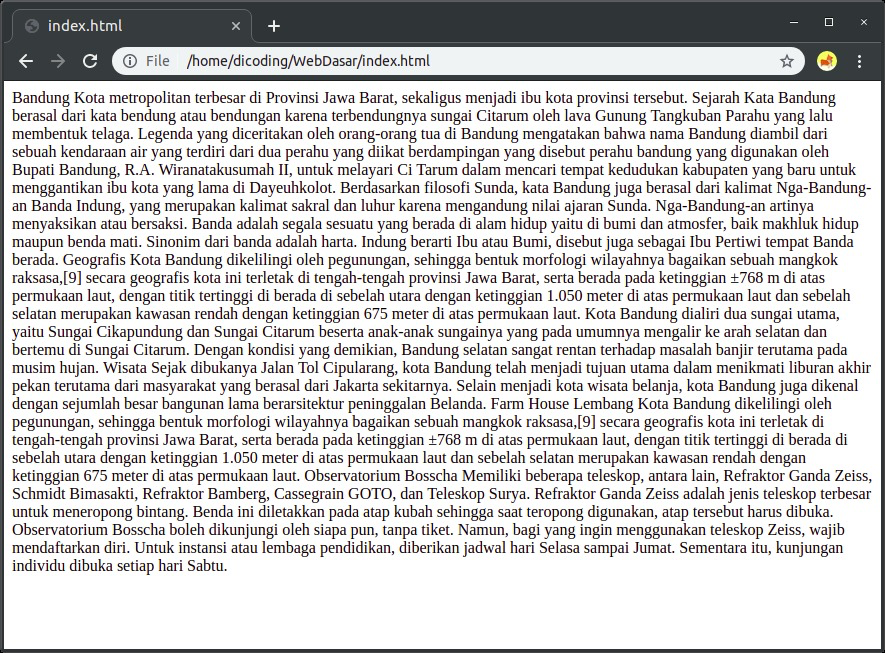 index.html
File
/home/dicoding/WebDasar/index.html
Bandung Kota metropolitan terbesar di Provinsi Jawa Barat, sekaligus menjadi ibu kota provinsi tersebut. Sejarah Kata Bandung
berasal dari kata bendung atau bendungan karena terbendungnya sungai Citarum oleh lava Gunung Tangkuban Parahu yang lalu
membentuk telaga. Legenda yang diceritakan oleh orang-orang tua di Bandung mengatakan bahwa nama Bandung diambil dari
sebuah kendaraan air yang terdiri dari dua perahu yang diikat berdampingan yang disebut perahu bandung yang digunakan oleh
Bupati Bandung, R.A. Wiranatakusumah II, untuk melayari Ci Tarum dalam mencari tempat kedudukan kabupaten yang baru untuk
menggantikan ibu kota yang lama di Dayeuhkolot. Berdasarkan filosofi Sunda, kata Bandung juga berasal dari kalimat Nga-Bandung-
an Banda Indung, yang merupakan kalimat sakral dan luhur karena mengandung nilai ajaran Sunda. Nga-Bandung-an artinya
menyaksikan atau bersaksi. Banda adalah segala sesuatu yang berada di alam hidup yaitu di bumi dan atmosfer, baik makhluk hidup
maupun benda mati. Sinonim dari banda adalah harta. Indung berarti Ibu atau Bumi, disebut juga sebagai Ibu Pertiwi tempat Banda
berada. Geografis Kota Bandung dikelilingi oleh pegunungan, sehingga bentuk morfologi wilayahnya bagaikan sebuah mangkok
raksasa,[9] secara geografis kota ini terletak di tengah-tengah provinsi Jawa Barat, serta berada pada ketinggian ±768 m di atas
permukaan laut, dengan titik tertinggi di berada di sebelah utara dengan ketinggian 1.050 meter di atas permukaan laut dan sebelah
selatan merupakan kawasan rendah dengan ketinggian 675 meter di atas permukaan laut. Kota Bandung dialiri dua sungai utama,
yaitu Sungai Cikapundung dan Sungai Citarum beserta anak-anak sungainya yang pada umumnya mengalir ke arah selatan dan
bertemu di Sungai Citarum. Dengan kondisi yang demikian, Bandung selatan sangat rentan terhadap masalah banjir terutama pada
musim hujan. Wisata Sejak dibukanya Jalan Tol Cipularang, kota Bandung telah menjadi tujuan utama dalam menikmati liburan akhir
pekan terutama dari masyarakat yang berasal dari Jakarta sekitarnya. Selain menjadi kota wisata belanja, kota Bandung juga dikenal
dengan sejumlah besar bangunan lama berarsitektur peninggalan Belanda. Farm House Lembang Kota Bandung dikelilingi oleh
pegunungan, sehingga bentuk morfologi wilayahnya bagaikan sebuah mangkok raksasa,[9] secara geografis kota ini terletak di
tengah-tengah provinsi Jawa Barat, serta berada pada ketinggian ±768 m di atas permukaan laut, dengan titik tertinggi di berada di
sebelah utara dengan ketinggian 1.050 meter di atas permukaan laut dan sebelah selatan merupakan kawasan rendah dengan
ketinggian 675 meter di atas permukaan laut. Observatorium Bosscha Memiliki beberapa teleskop, antara lain, Refraktor Ganda Zeiss,
Schmidt Bimasakti, Refraktor Bamberg, Cassegrain GOTO, dan Teleskop Surya. Refraktor Ganda Zeiss adalah jenis teleskop terbesar
untuk meneropong bintang. Benda ini diletakkan pada atap kubah sehingga saat teropong digunakan, atap tersebut harus dibuka.
Observatorium Bosscha boleh dikunjungi oleh siapa pun, tanpa tiket. Namun, bagi yang ingin menggunakan teleskop Zeiss, wajib
mendaftarkan diri. Untuk instansi atau lembaga pendidikan, diberikan jadwal hari Selasa sampai Jumat. Sementara itu, kunjungan
individu dibuka setiap hari Sabtu.